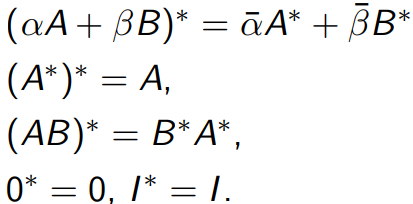 (αA + βB)* = ᾱA* + β̄B*
(A*)* = A,
(AB)* = B*A*,
0* = 0, I* = I.